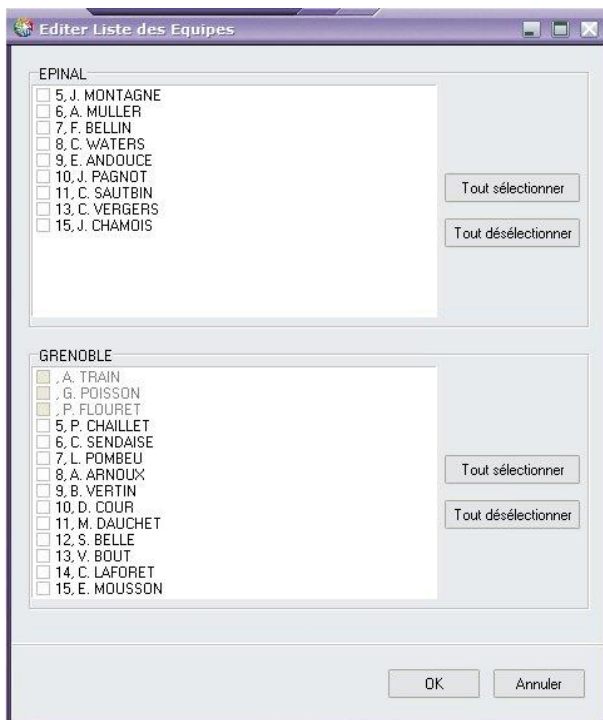 Editer Liste des Equipes
EPINAL
5, J. MONTAGNE
6, A. MULLER
7, F. BELLIN
8, C. WATERS
9, E. ANDOUCE
10, J. PAGNOT
11, C. SAUTBIN
13, C. VERGERS
15, J. CHAMOIS
Tout sélectionner
Tout désélectionner
GRENOBLE
, A. TRAIN
, G. POISSON
, P. FLOURET
5, P. CHAILLET
6, C. SENDAISE
7, L. POMBEU
8, A. ARNOUX
9, B. VERTIN
10, D. COUR
11, M. DAUCHET
12, S. BELLE
13, V. BOUT
14, C. LAFORET
15, E. MOUSSON
Tout sélectionner
Tout désélectionner
OK
Annuler